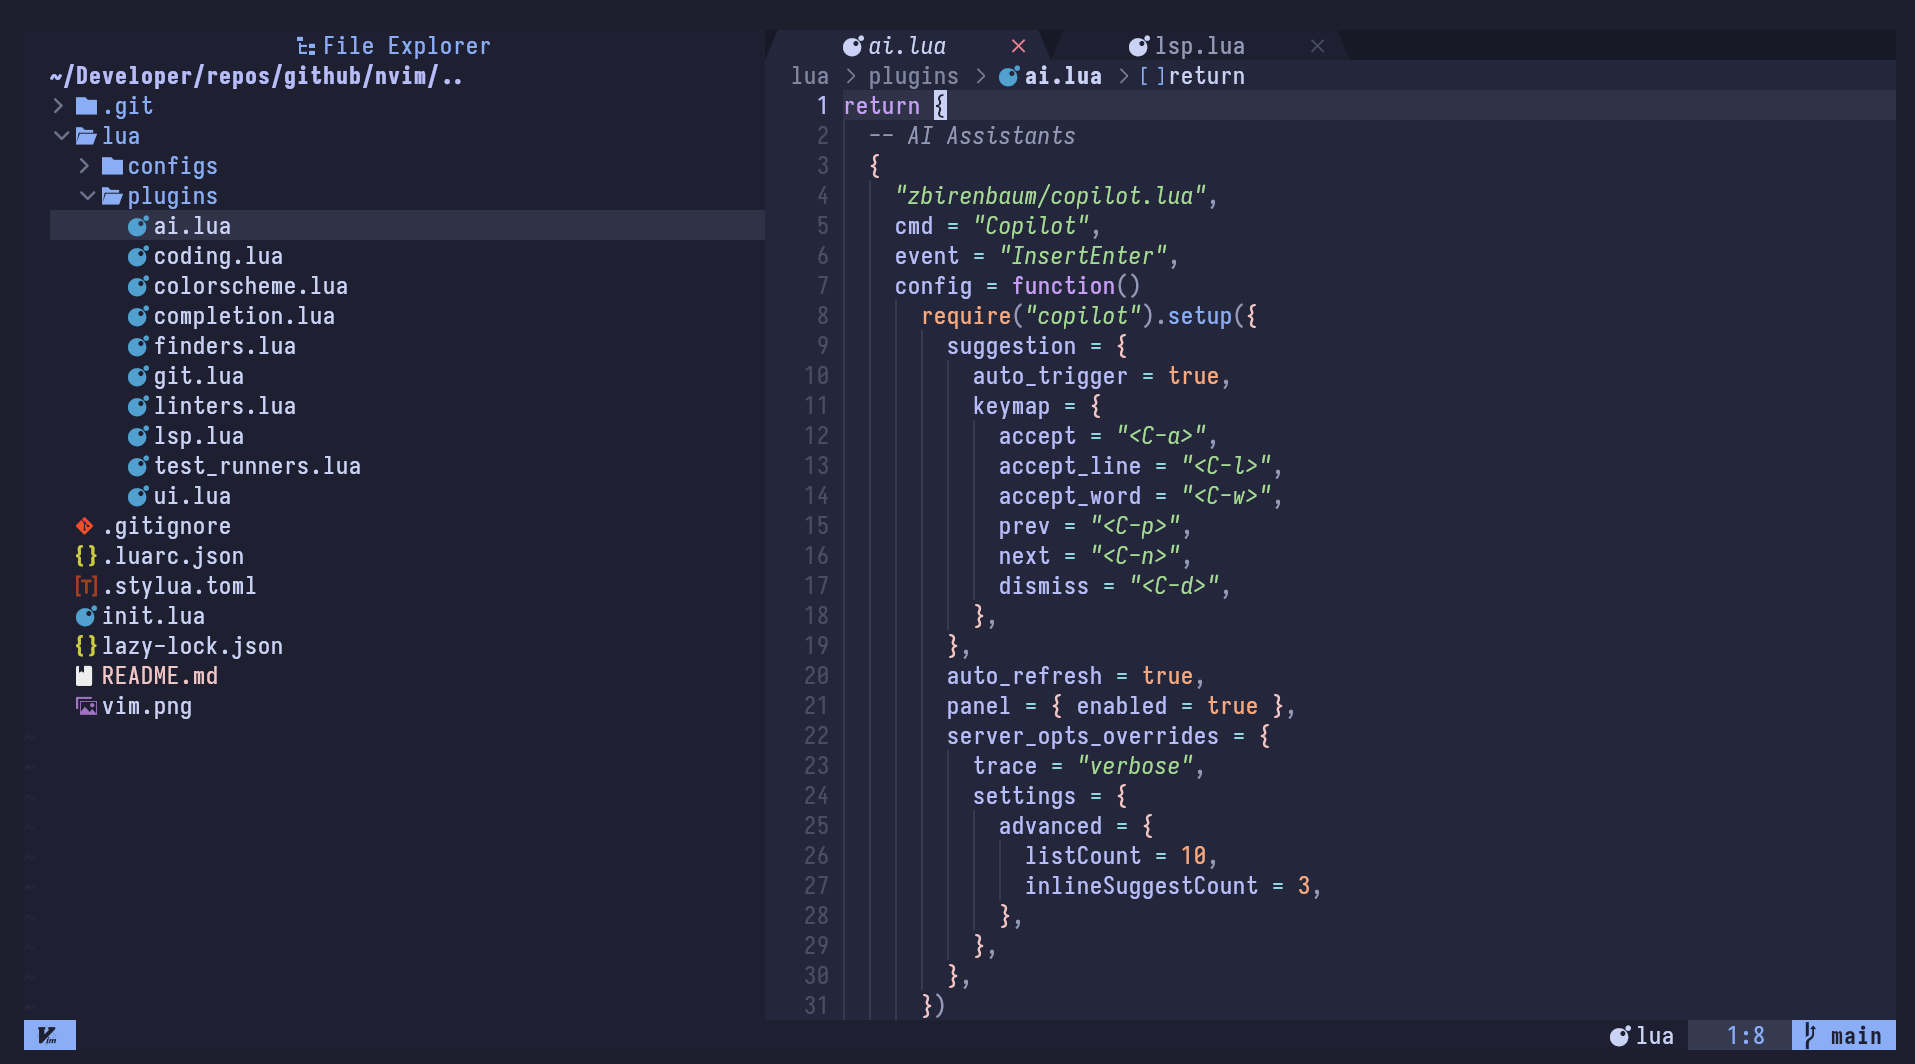 File Explorer
~/Developer/repos/github/nvim/..
.git
lua
configs
plugins
ai.lua
coding.lua
colorscheme.lua
completion.lua
finders.lua
git.lua
linters.lua
lsp.lua
test_runners.lua
ui.lua
.gitignore
{} .luarc.json
[T] .stylua.toml
init.lua
{} lazy-lock.json
README.md
vim.png
ai.lua × lsp.lua ×
lua > plugins > ai.lua > []return
1 return {
2 -- AI Assistants
3 {
4 "zbirenbaum/copilot.lua",
5 cmd = "Copilot",
6 event = "InsertEnter",
7 config = function()
8 require("copilot").setup({
9 suggestion = {
10 auto_trigger = true,
11 keymap = {
12 accept = "<C-a>",
13 accept_line = "<C-l>",
14 accept_word = "<C-w>",
15 prev = "<C-p>",
16 next = "<C-n>",
17 dismiss = "<C-d>",
18 },
19 },
20 auto_refresh = true,
21 panel = { enabled = true },
22 server_opts_overrides = {
23 trace = "verbose",
24 settings = {
25 advanced = {
26 listCount = 10,
27 inlineSuggestCount = 3,
28 },
29 },
30 },
31 })
Vim
lua 1:8 main